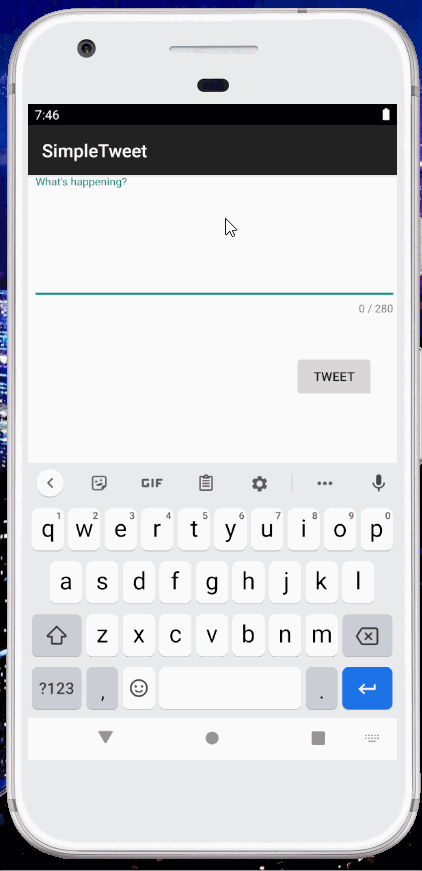 7:46
SimpleTweet
What's happening?
0 / 280
TWEET
GIF
1 2 3 4 5 6 7 8 9 0
q w e r t y u i o p
a s d f g h j k l
z x c v b n m
?123 , .